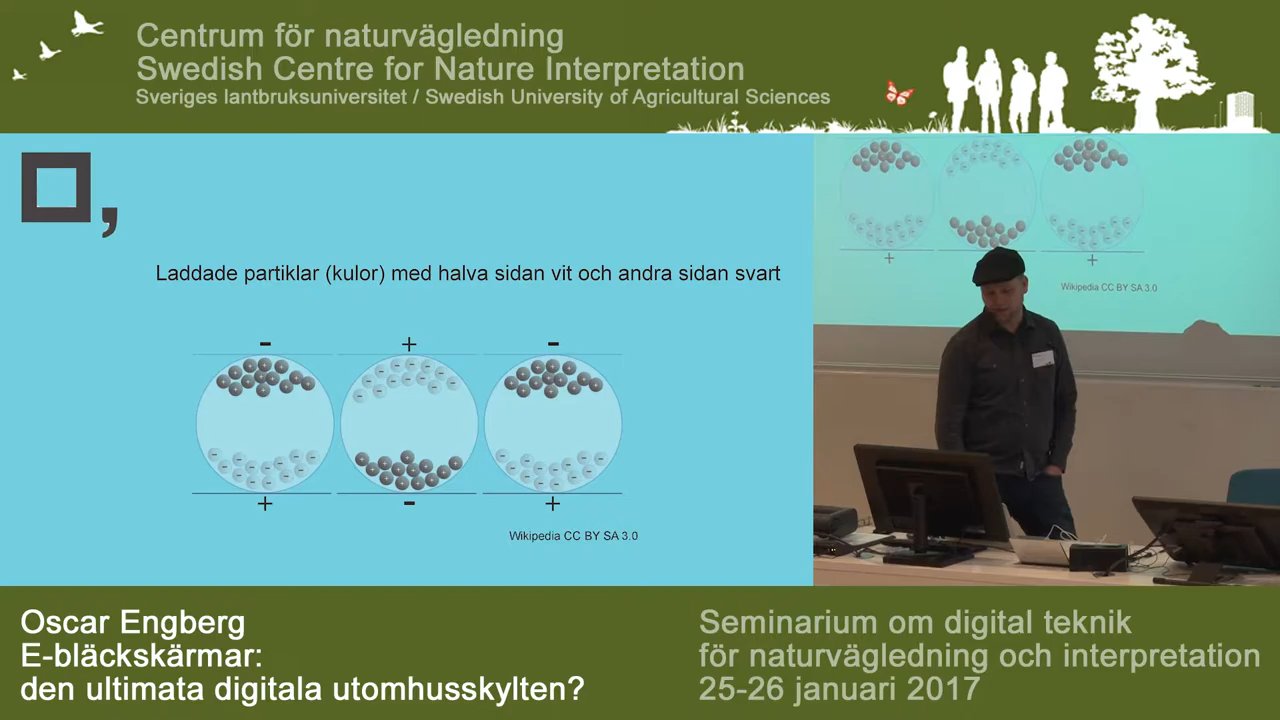 Centrum för naturvägledning
Swedish Centre for Nature Interpretation
Sveriges lantbruksuniversitet / Swedish University of Agricultural Sciences
Laddade partiklar (kulor) med halva sidan vit och andra sidan svart
- + -
+ - +
Wikipedia CC BY SA 3.0
+ +
Wikipedia CC BY SA 3.0
Oscar Engberg
E-bläckskärmar:
den ultimata digitala utomhusskylten?
Seminarium om digital teknik
för naturvägledning och interpretation
25-26 januari 2017